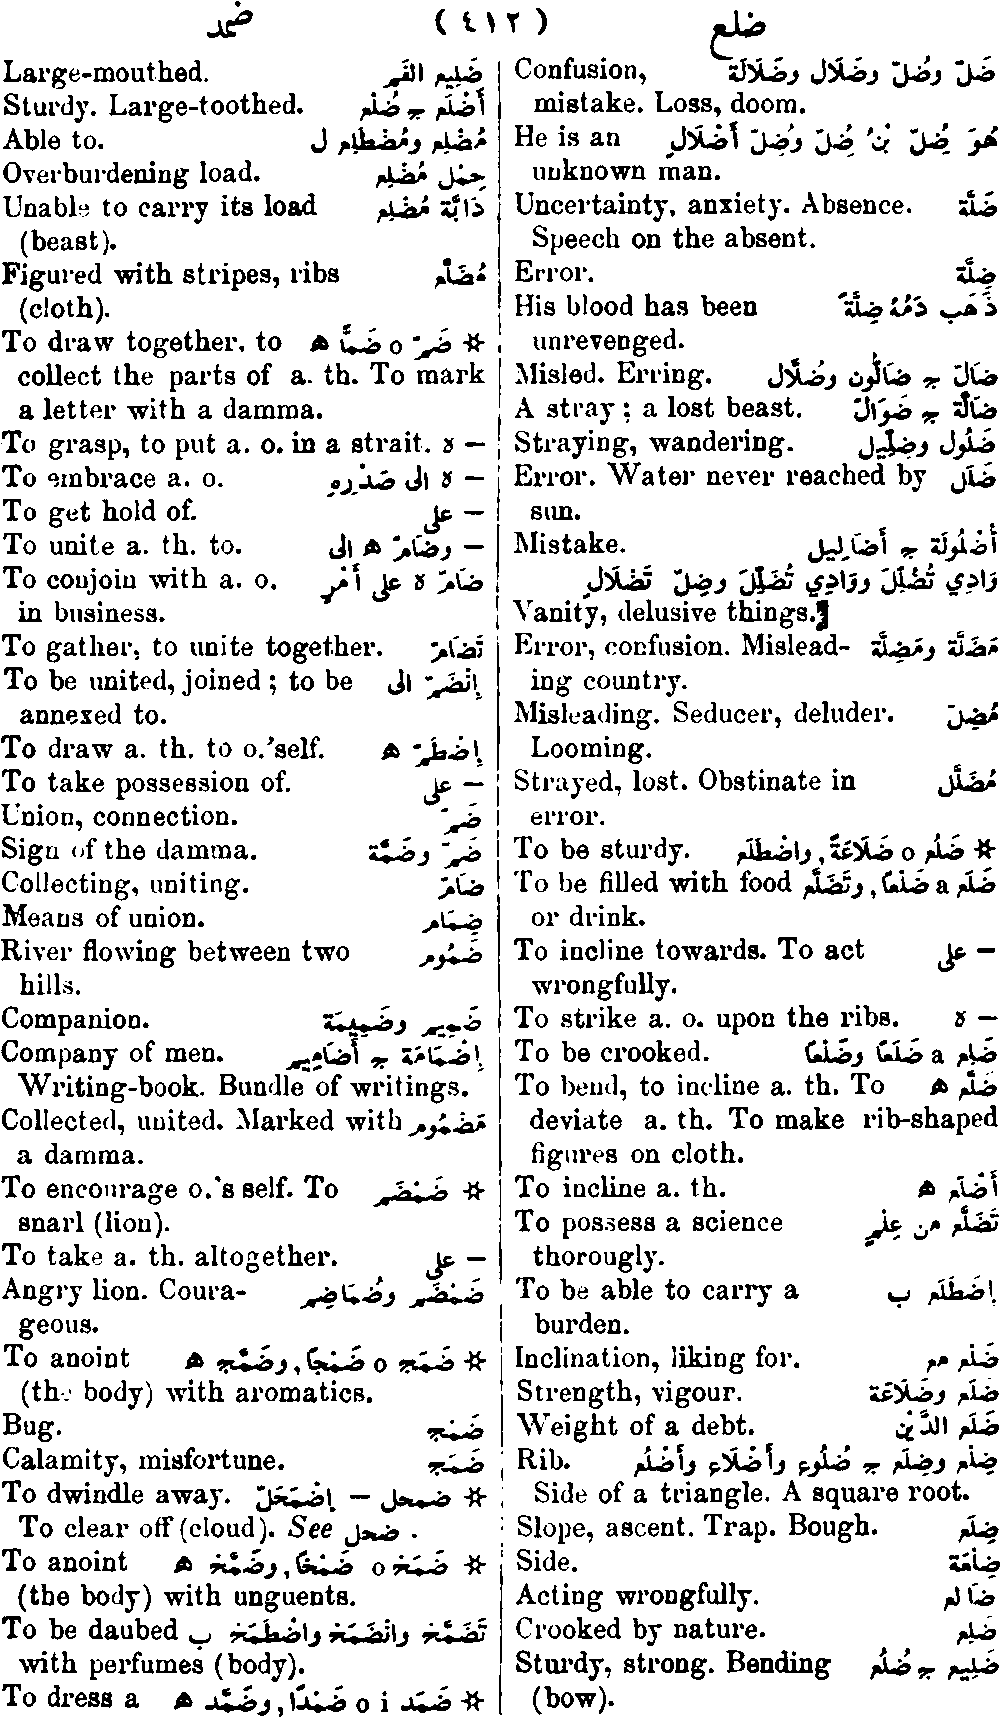 ضمد (٤١٢) ضلع
Confusion, ضَلّ وضُلّ وضَلَال وضَلَالَة
mistake. Loss, doom.
He is an هُوَ ضُلّ بْنُ ضُلّ وضُِلّ أَضْلَالٍ
unknown man.
Uncertainty, anxiety. Absence. ضَلَّة
Speech on the absent.
Error. ضِلَّة
His blood has been ذَهَب دَمُهُ ضِلَّةً
unrevenged.
Misled. Erring. ضَالّ ج ضَالُّون وضُلَّال
A stray; a lost beast. ضَالَّة ج ضَوَالّ
Straying, wandering. ضَلُول وضِلِّيل
Error. Water never reached by ضَلَل
sun.
Mistake. أُضْلُولَة ج أَضَالِيل
وَادِي تُضُلِّلَ ووَادِي تُضُلِّلَ وضِلّ تَضْلَالٍ
Vanity, delusive things.
Error, confusion. Mislead- مَضَلَّة ومَضِلَّة
ing country.
Misleading. Seducer, deluder. مُضِلّ
Looming.
Strayed, lost. Obstinate in مُضَلَّل
error.
To be sturdy. ☆ ضَلُع o ضَلَاعَةً, واضْطَلَع
To be filled with food ضَلَع a ضَلْعًا, وتَضَلَّع
or drink.
To incline towards. To act — على
wrongfully.
To strike a. o. upon the ribs. — ه
To be crooked. ضَلِع a ضَلَعًا وضَلْعًا
To bend, to incline a. th. To ضَلَّع ه
deviate a. th. To make rib-shaped
figures on cloth.
To incline a. th. أَضْلَع ه
To possess a science تَضَلَّع من عِلْمٍ
thorougly.
To be able to carry a اِضْطَلَع ب
burden.
Inclination, liking for. ضَلْع مع
Strength, vigour. ضَلَع وضَلَاعَة
Weight of a debt. ضَلَع الدَّيْن
Rib. ضِلْع وضِلَع ج ضُلُوع وأَضْلَاع وأَضْلُع
Side of a triangle. A square root.
Slope, ascent. Trap. Bough. ضِلَع
Side. ضِلْعَة
Acting wrongfully. ضَالِع
Crooked by nature. ضَلِع
Sturdy, strong. Bending ضَلِيع ج ضُلُع
(bow).
Large-mouthed. ضَلِيع الفَم
Sturdy. Large-toothed. أَضْلَع ج ضُلْع
Able to. مُضْلِع ومُضْطَلِع ل
Overburdening load. حِمْل مُضْلِع
Unable to carry its load دَابَّة مُضْلِع
(beast).
Figured with stripes, ribs مُضَلَّع
(cloth).
To draw together, to ☆ ضَمّ o ضَمًّا ه
collect the parts of a. th. To mark
a letter with a damma.
To grasp, to put a. o. in a strait. — ه
To embrace a. o. — ه الى صَدْرِهِ
To get hold of. — على
To unite a. th. to. — وضَامّ ه الى
To conjoin with a. o. ضَامّ ه على أَمْرٍ
in business.
To gather, to unite together. تَضَامّ
To be united, joined; to be إِنْضَمّ الى
annexed to.
To draw a. th. to o.'self. إِضْطَمّ ه
To take possession of. — على
Union, connection. ضَمّ
Sign of the damma. ضَمّ وضَمَّة
Collecting, uniting. ضَامّ
Means of union. ضِمَام
River flowing between two ضَمُوم
hills.
Companion. ضَمِيم وضَمِيمَة
Company of men. إِضْمَامَة ج أَضَامِيم
Writing-book. Bundle of writings.
Collected, united. Marked with مَضْمُوم
a damma.
To encourage o.'s self. To ☆ ضَمْضَم
snarl (lion).
To take a. th. altogether. — على
Angry lion. Coura- ضَمْضَم وضُمَاضِم
geous.
To anoint ☆ ضَمَج o ضَمْجًا, وضَمَّج ه
(the body) with aromatics.
Bug. ضَمْج
Calamity, misfortune. ضَمَج
To dwindle away. ☆ ضمحل — إِضْمَحَلّ
To clear off (cloud). See ضحل.
To anoint ☆ ضَمَخ o ضَمْخًا, وضَمَّخ ه
(the body) with unguents.
To be daubed تَضَمَّخ وانْضَمَخ واضْطَمَخ ب
with perfumes (body).
To dress a ☆ ضَمَد o i ضَمْدًا, وضَمَّد ه